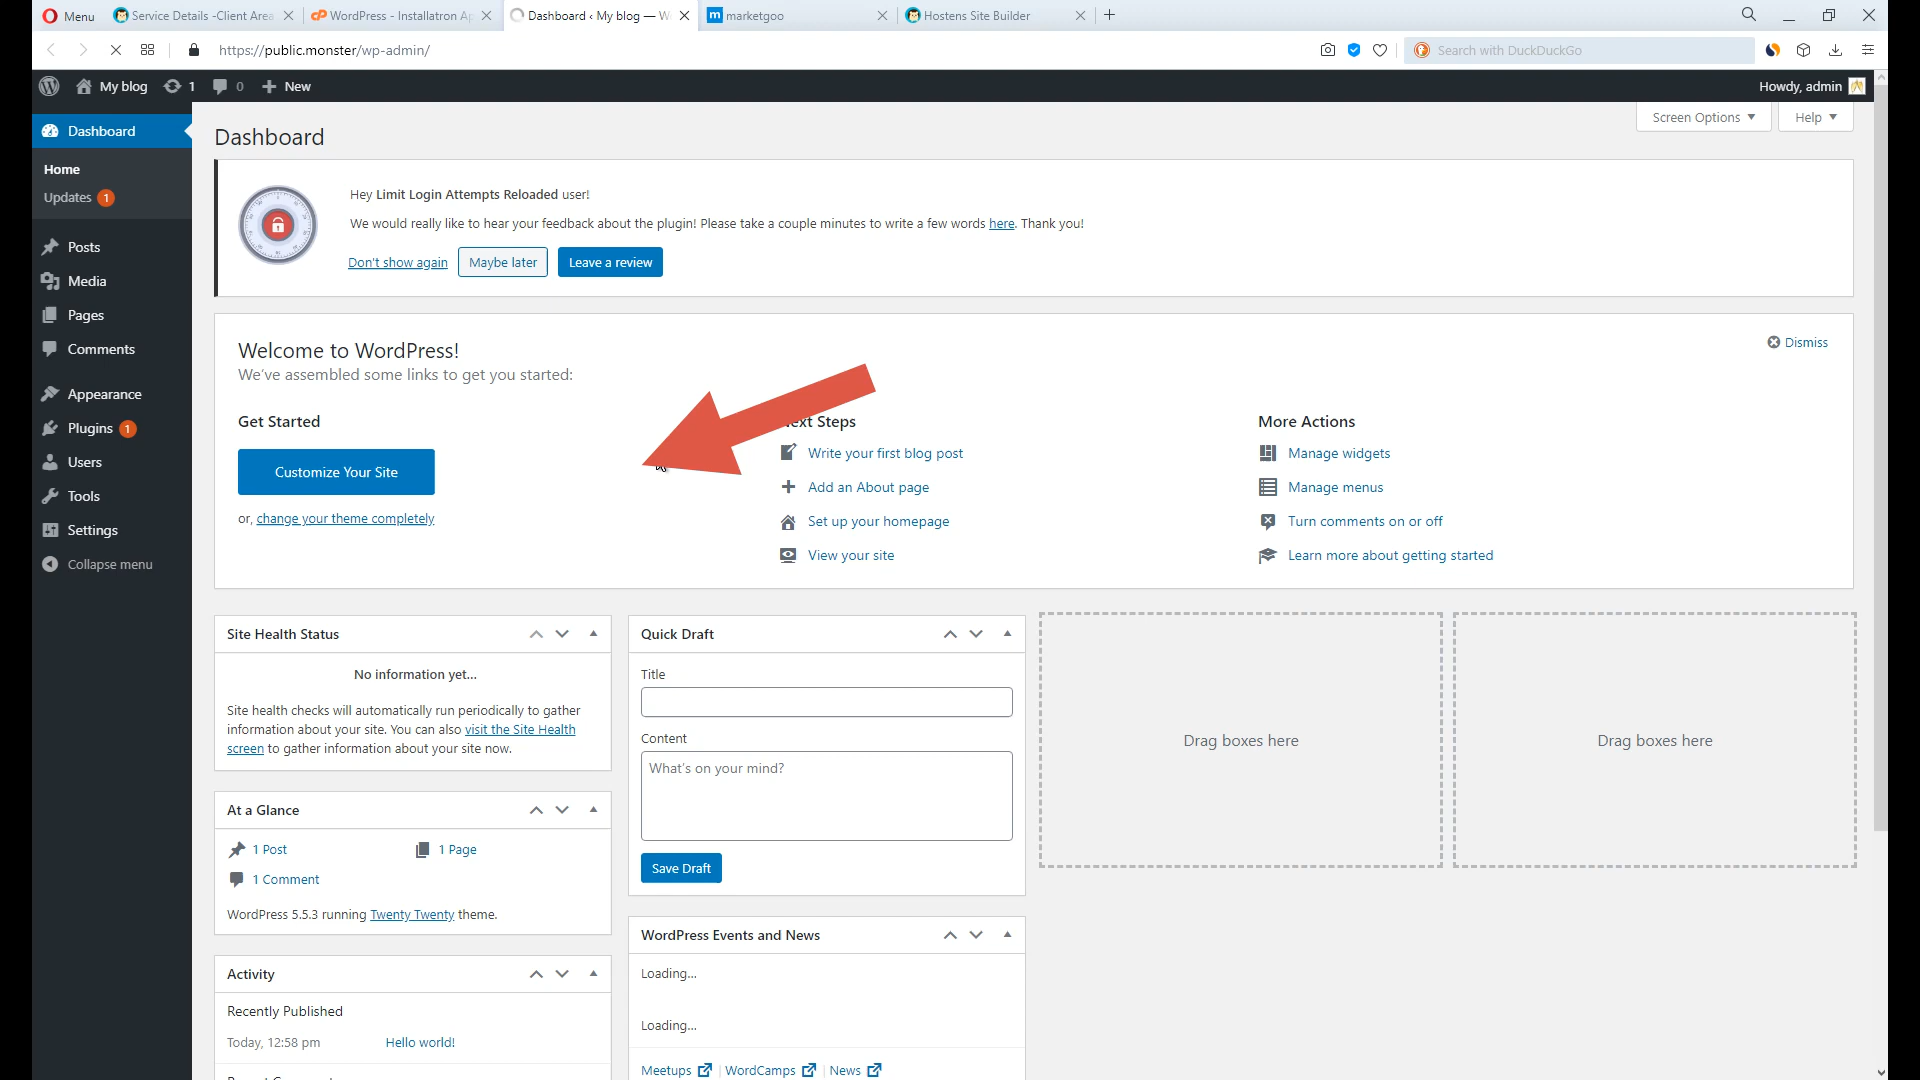 Menu
Service Details -Client Area
WordPress - Installatron Ap
Dashboard ‹ My blog — W
marketgoo
Hostens Site Builder
https://public.monster/wp-admin/
Search with DuckDuckGo
My blog
1
0
New
Howdy, admin
Screen Options
Help
Dashboard
Home
Updates 1
Posts
Media
Pages
Comments
Appearance
Plugins 1
Users
Tools
Settings
Collapse menu
Dashboard
Hey Limit Login Attempts Reloaded user!
We would really like to hear your feedback about the plugin! Please take a couple minutes to write a few words here. Thank you!
Don't show again
Maybe later
Leave a review
Welcome to WordPress!
We've assembled some links to get you started:
Dismiss
Get Started
Customize Your Site
or, change your theme completely
ext Steps
Write your first blog post
Add an About page
Set up your homepage
View your site
More Actions
Manage widgets
Manage menus
Turn comments on or off
Learn more about getting started
Site Health Status
No information yet...
Site health checks will automatically run periodically to gather
information about your site. You can also visit the Site Health
screen to gather information about your site now.
At a Glance
1 Post
1 Page
1 Comment
WordPress 5.5.3 running Twenty Twenty theme.
Activity
Recently Published
Today, 12:58 pm
Hello world!
Quick Draft
Title
Content
What's on your mind?
Save Draft
WordPress Events and News
Loading...
Loading...
Meetups
WordCamps
News
Drag boxes here
Drag boxes here